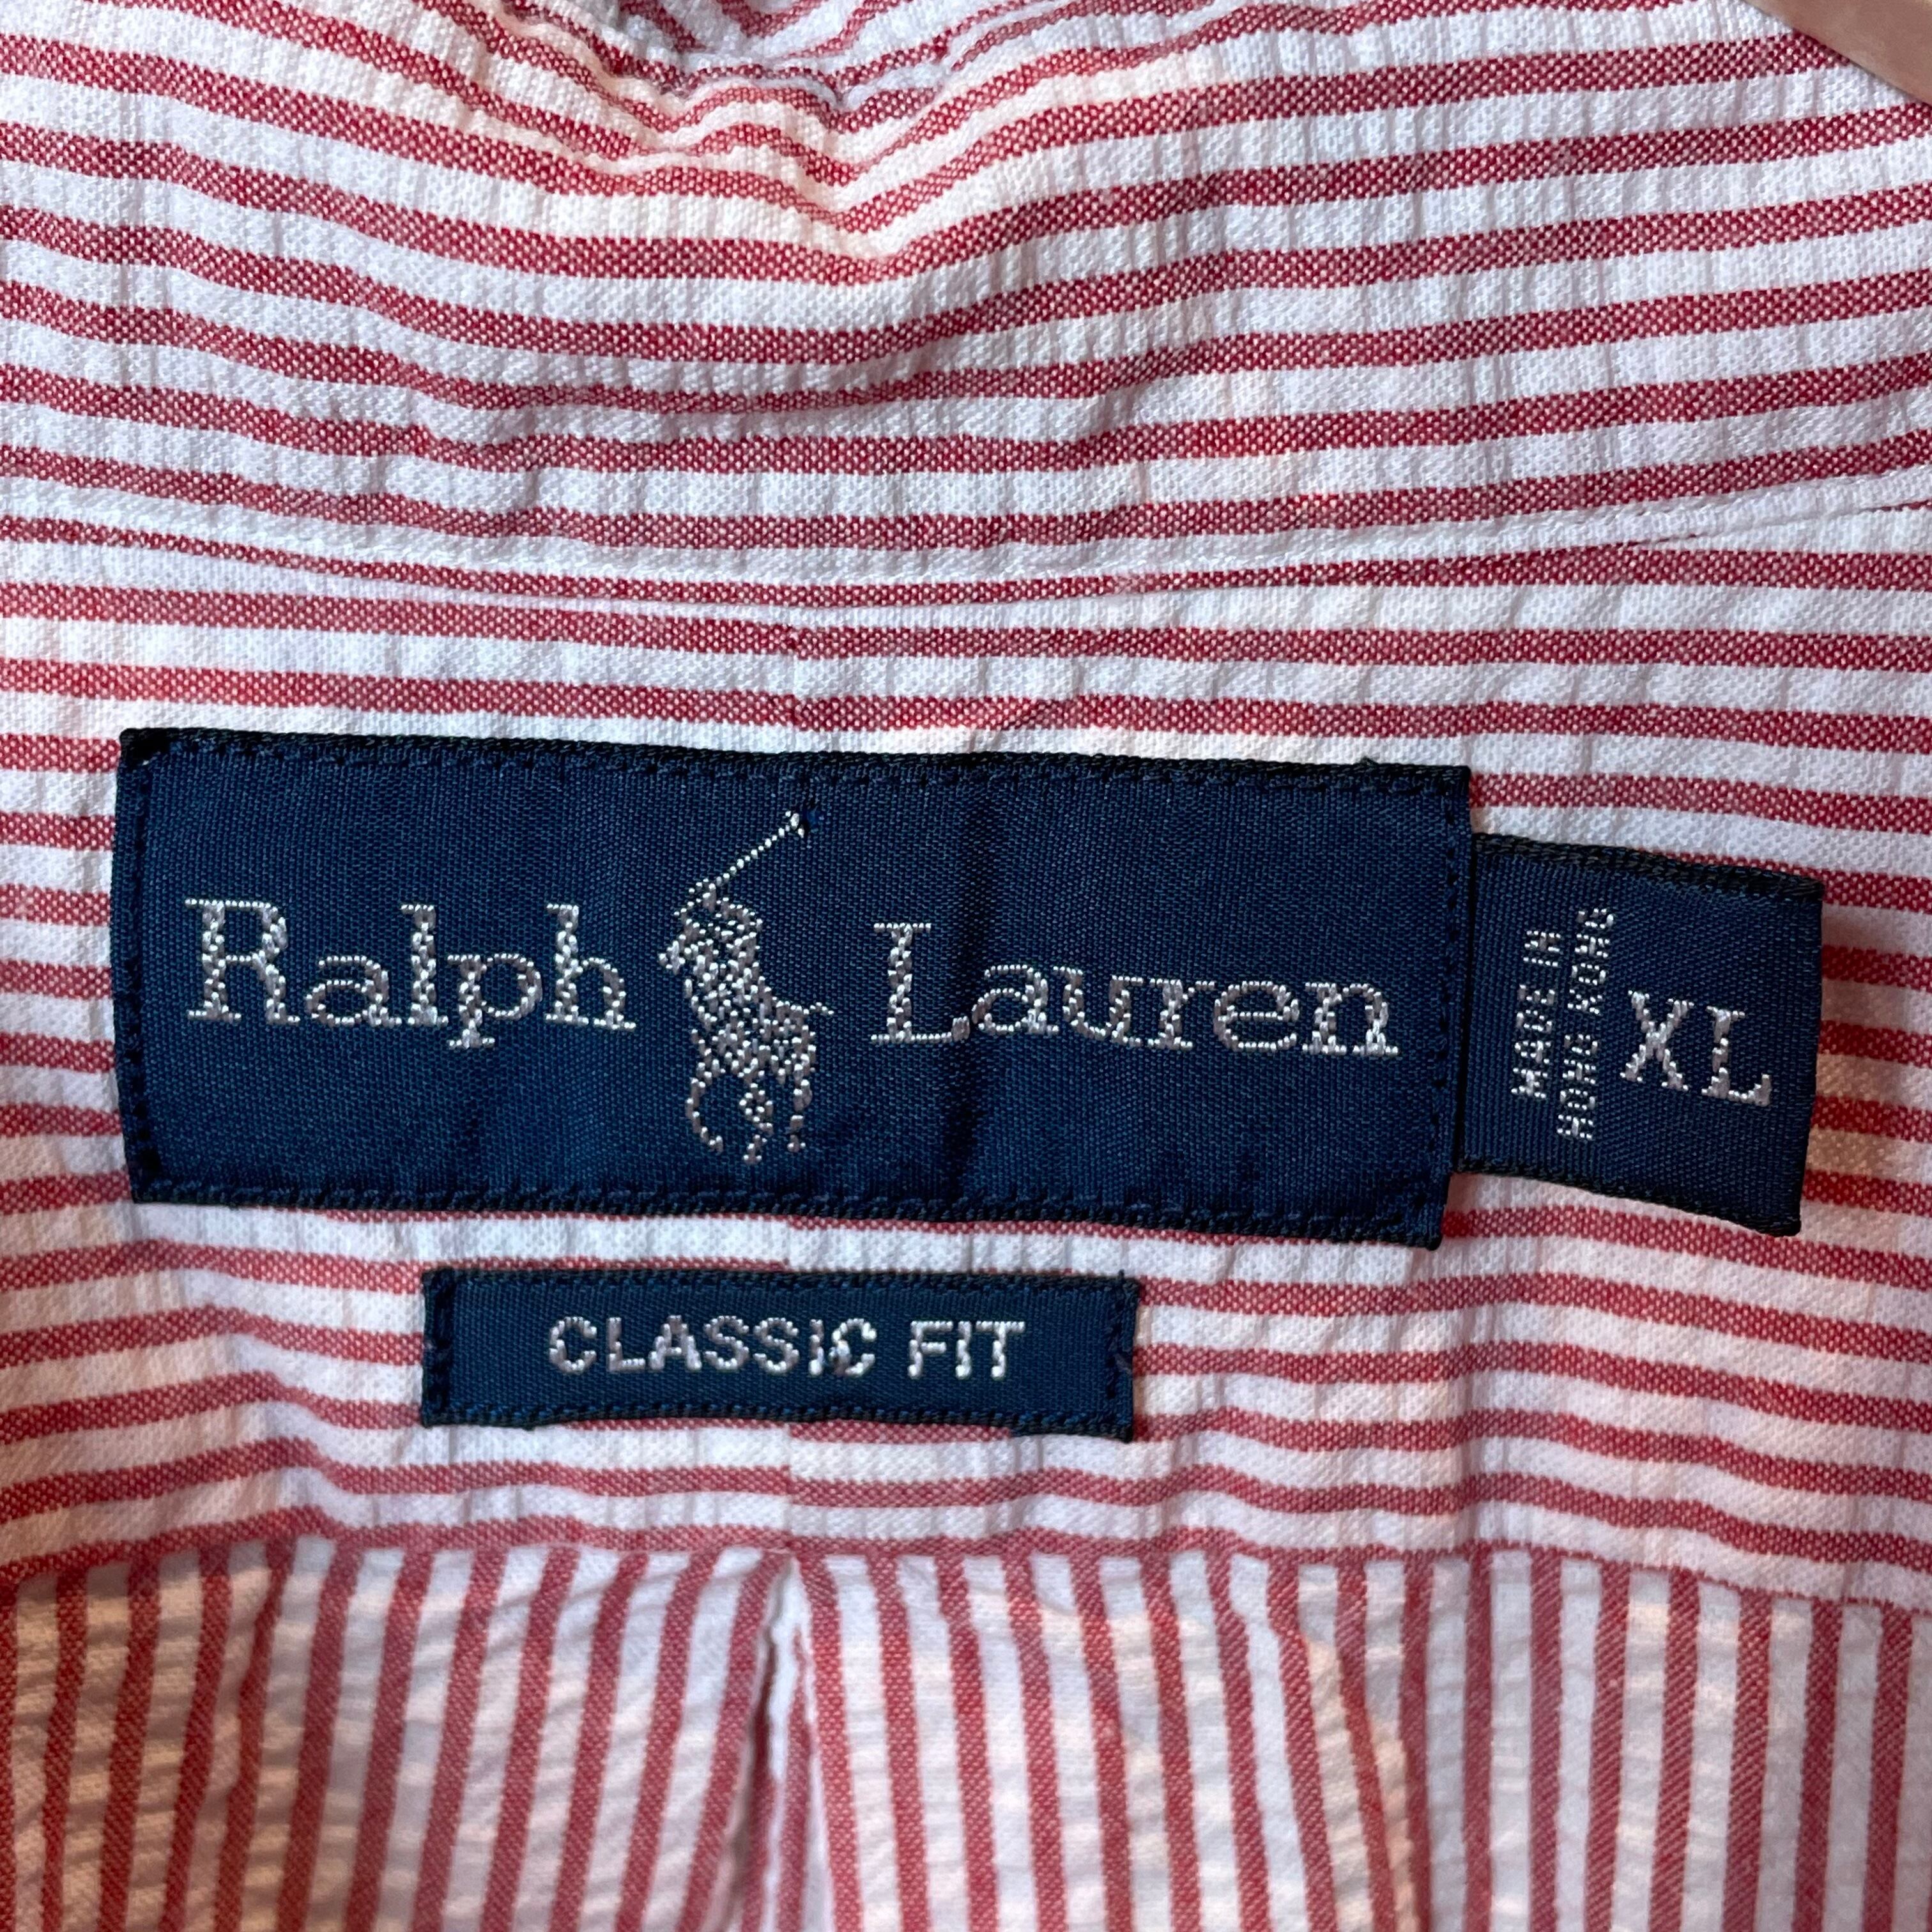 Ralph Lauren
MADE IN
HONG KONG
XL
CLASSIC FIT